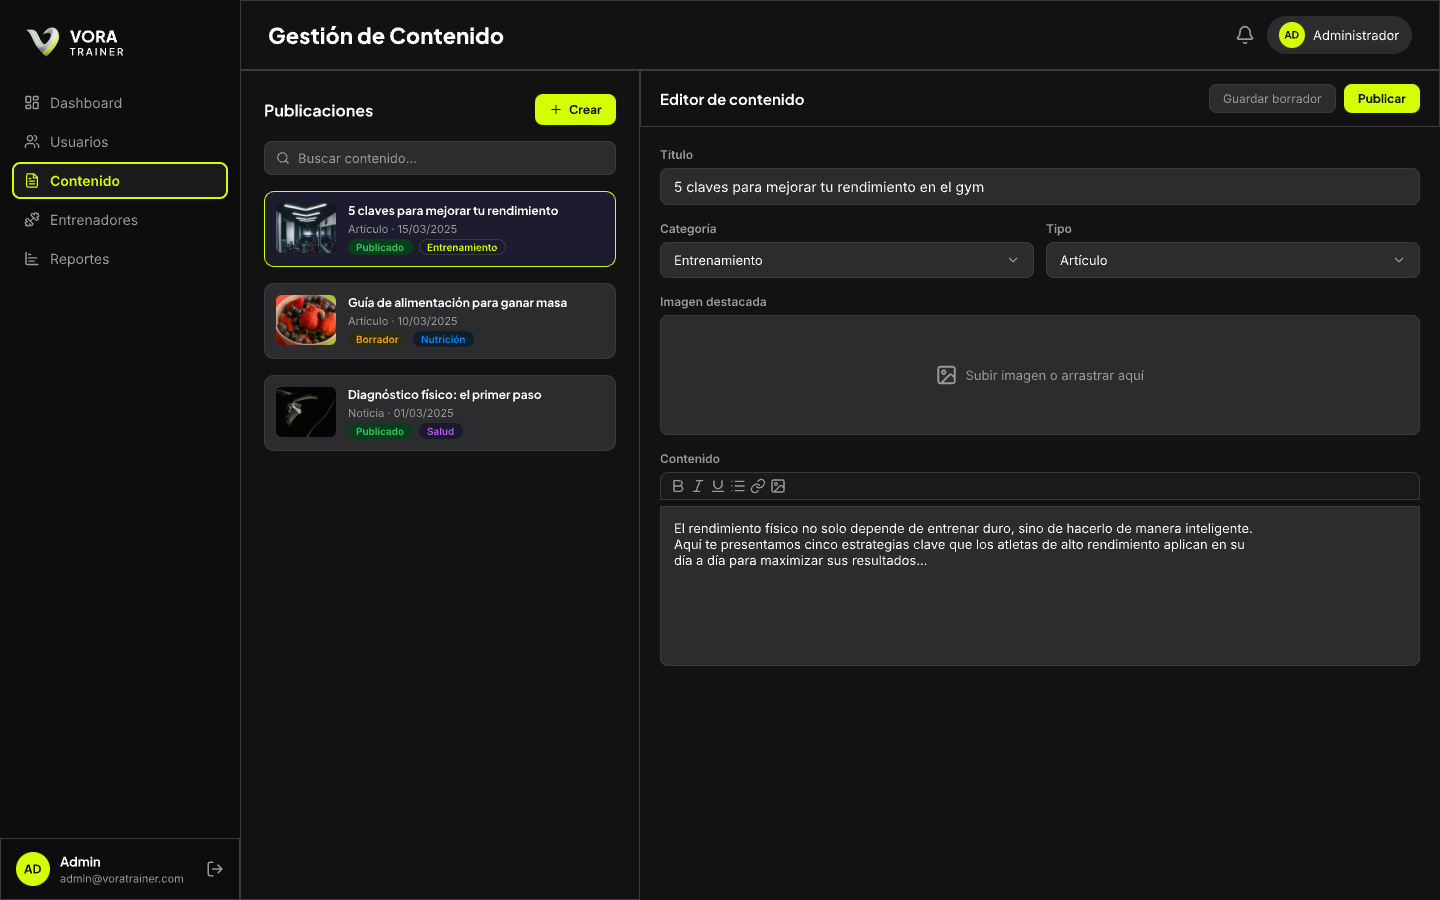 VORA
TRAINER
Dashboard
Usuarios
Contenido
Entrenadores
Reportes
AD
Admin
admin@voratrainer.com
Gestión de Contenido
AD
Administrador
Publicaciones
Crear
Buscar contenido...
5 claves para mejorar tu rendimiento
Artículo · 15/03/2025
Publicado
Entrenamiento
Guía de alimentación para ganar masa
Artículo · 10/03/2025
Borrador
Nutrición
Diagnóstico físico: el primer paso
Noticia · 01/03/2025
Publicado
Salud
Editor de contenido
Guardar borrador
Publicar
Título
5 claves para mejorar tu rendimiento en el gym
Categoría
Tipo
Entrenamiento
Artículo
Imagen destacada
Subir imagen o arrastrar aquí
Contenido
El rendimiento físico no solo depende de entrenar duro, sino de hacerlo de manera inteligente.
Aquí te presentamos cinco estrategias clave que los atletas de alto rendimiento aplican en su
día a día para maximizar sus resultados...